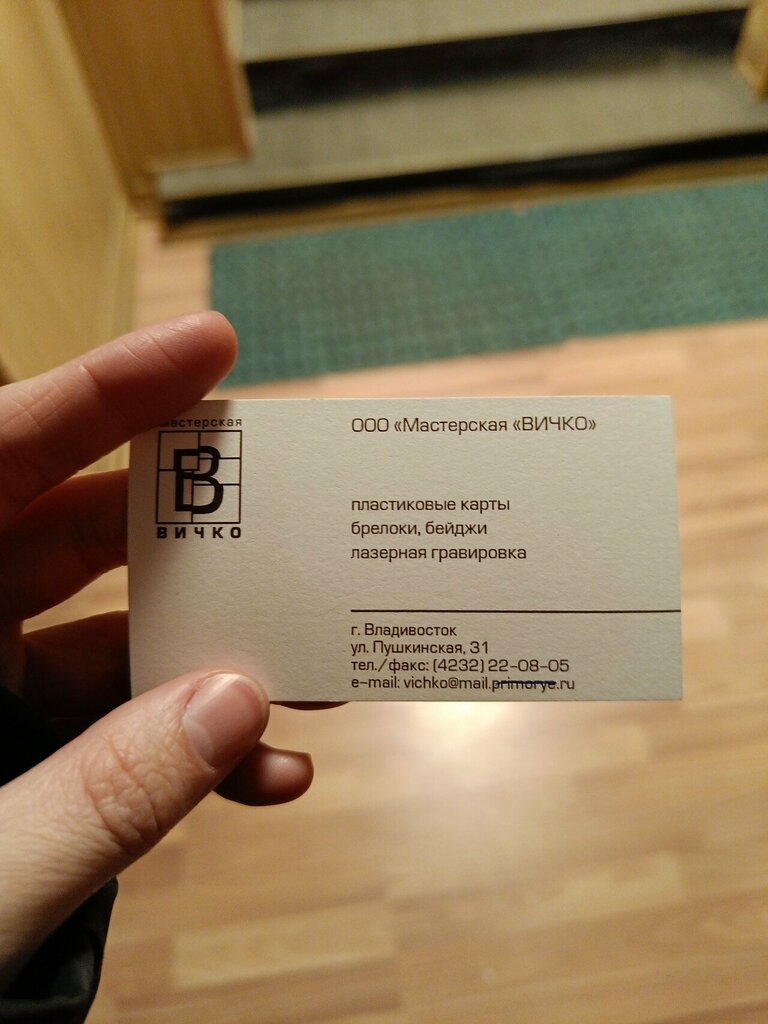 мастерская
В
ВИЧКО
ООО «Мастерская «ВИЧКО»
пластиковые карты
брелоки, бейджи
лазерная гравировка
г. Владивосток
ул. Пушкинская, 31
тел./факс: (4232) 22-08-05
e-mail: vichko@mail.primorye.ru